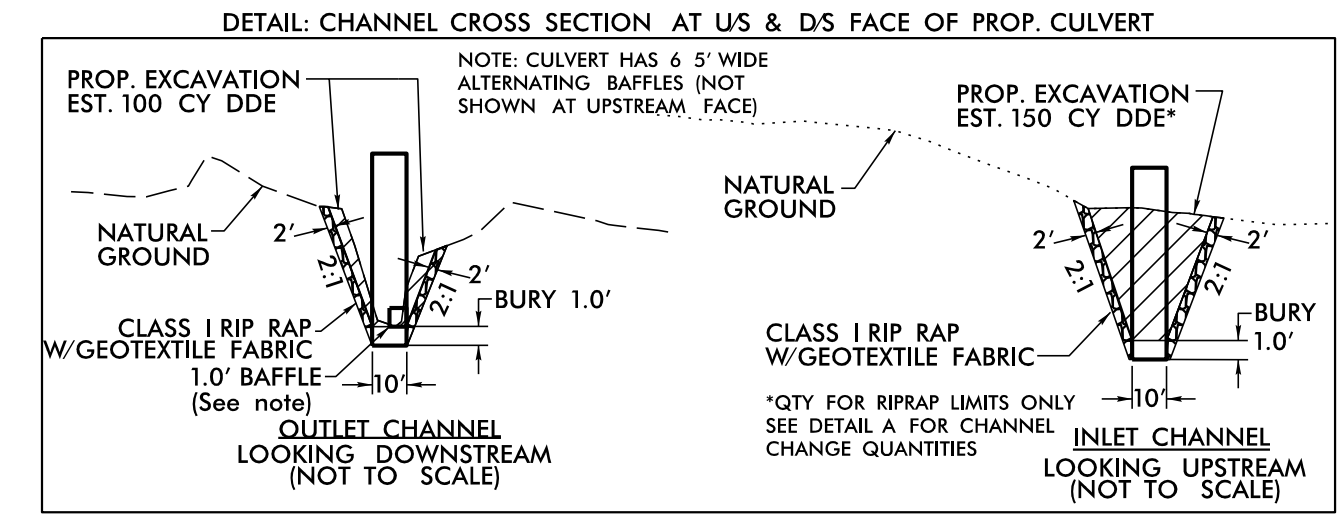 DETAIL: CHANNEL CROSS SECTION AT U/S & D/S FACE OF PROP. CULVERT
NOTE: CULVERT HAS 6 5' WIDE
ALTERNATING BAFFLES (NOT
SHOWN AT UPSTREAM FACE)
PROP. EXCAVATION
EST. 100 CY DDE
NATURAL
GROUND
2'
2:1
2'
2:1
BURY 1.0'
CLASS I RIP RAP
W/GEOTEXTILE FABRIC
1.0' BAFFLE
(See note)
10'
OUTLET CHANNEL
LOOKING DOWNSTREAM
(NOT TO SCALE)
PROP. EXCAVATION
EST. 150 CY DDE*
NATURAL
GROUND
2'
2:1
2'
2:1
BURY
1.0'
CLASS I RIP RAP
W/GEOTEXTILE FABRIC
10'
*QTY FOR RIPRAP LIMITS ONLY
SEE DETAIL A FOR CHANNEL
CHANGE QUANTITIES
INLET CHANNEL
LOOKING UPSTREAM
(NOT TO SCALE)